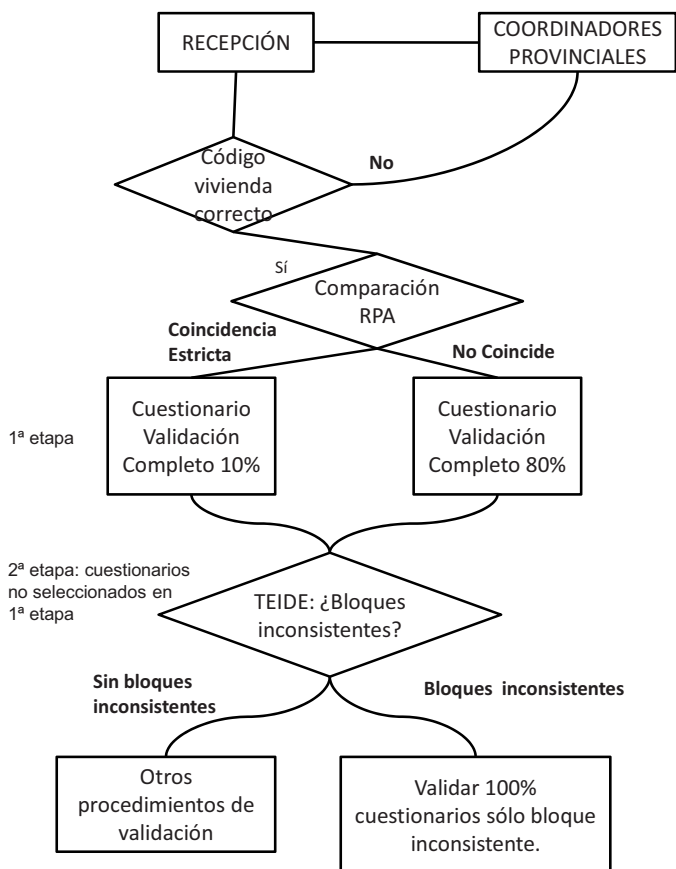 RECEPCIÓN
COORDINADORES
PROVINCIALES
Código
vivienda
correcto
No
Sí
Comparación
RPA
Coincidencia
Estricta
No Coincide
1ª etapa
Cuestionario
Validación
Completo 10%
Cuestionario
Validación
Completo 80%
2ª etapa: cuestionarios
no seleccionados en
1ª etapa
TEIDE: ¿Bloques
inconsistentes?
Sin bloques
inconsistentes
Bloques inconsistentes
Otros
procedimientos de
validación
Validar 100%
cuestionarios sólo bloque
inconsistente.